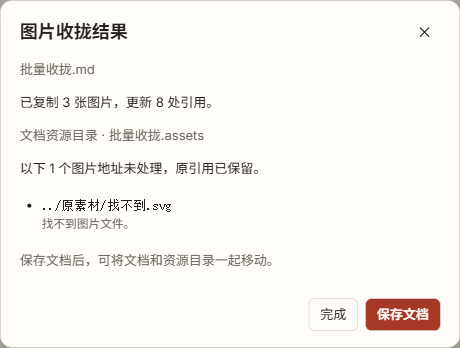 图片收拢结果
批量收拢.md
已复制 3 张图片，更新 8 处引用。
文档资源目录 · 批量收拢.assets
以下 1 个图片地址未处理，原引用已保留。
• ../原素材/找不到.svg
找不到图片文件。
保存文档后，可将文档和资源目录一起移动。
完成 保存文档